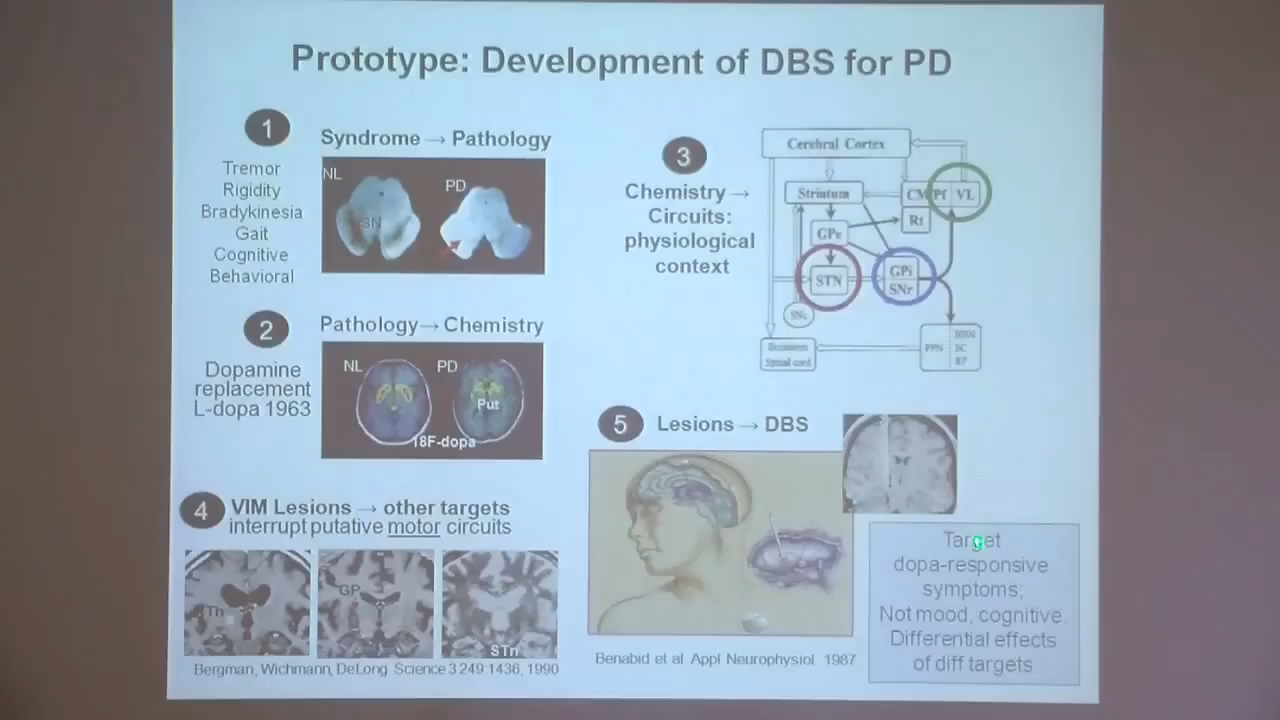 Prototype: Development of DBS for PD
1
Syndrome → Pathology
Tremor
Rigidity
Bradykinesia
Gait
Cognitive
Behavioral
NL
SN
PD
2
Pathology→ Chemistry
Dopamine
replacement
L-dopa 1963
NL
PD
Put
18F-dopa
3
Chemistry →
Circuits:
physiological
context
Cerebral Cortex
Striatum
CM Pf VL
Rt
GPe
STN
GPi
SNr
SNc
PPN
SC
Spinal cord
4
VIM Lesions → other targets
interrupt putative motor circuits
Th
GP
STn
Bergman, Wichmann, DeLong Science 3 249 1436, 1990
5
Lesions → DBS
Benabid et al Appl Neurophysiol 1987
Target
dopa-responsive
symptoms;
Not mood, cognitive.
Differential effects
of diff targets